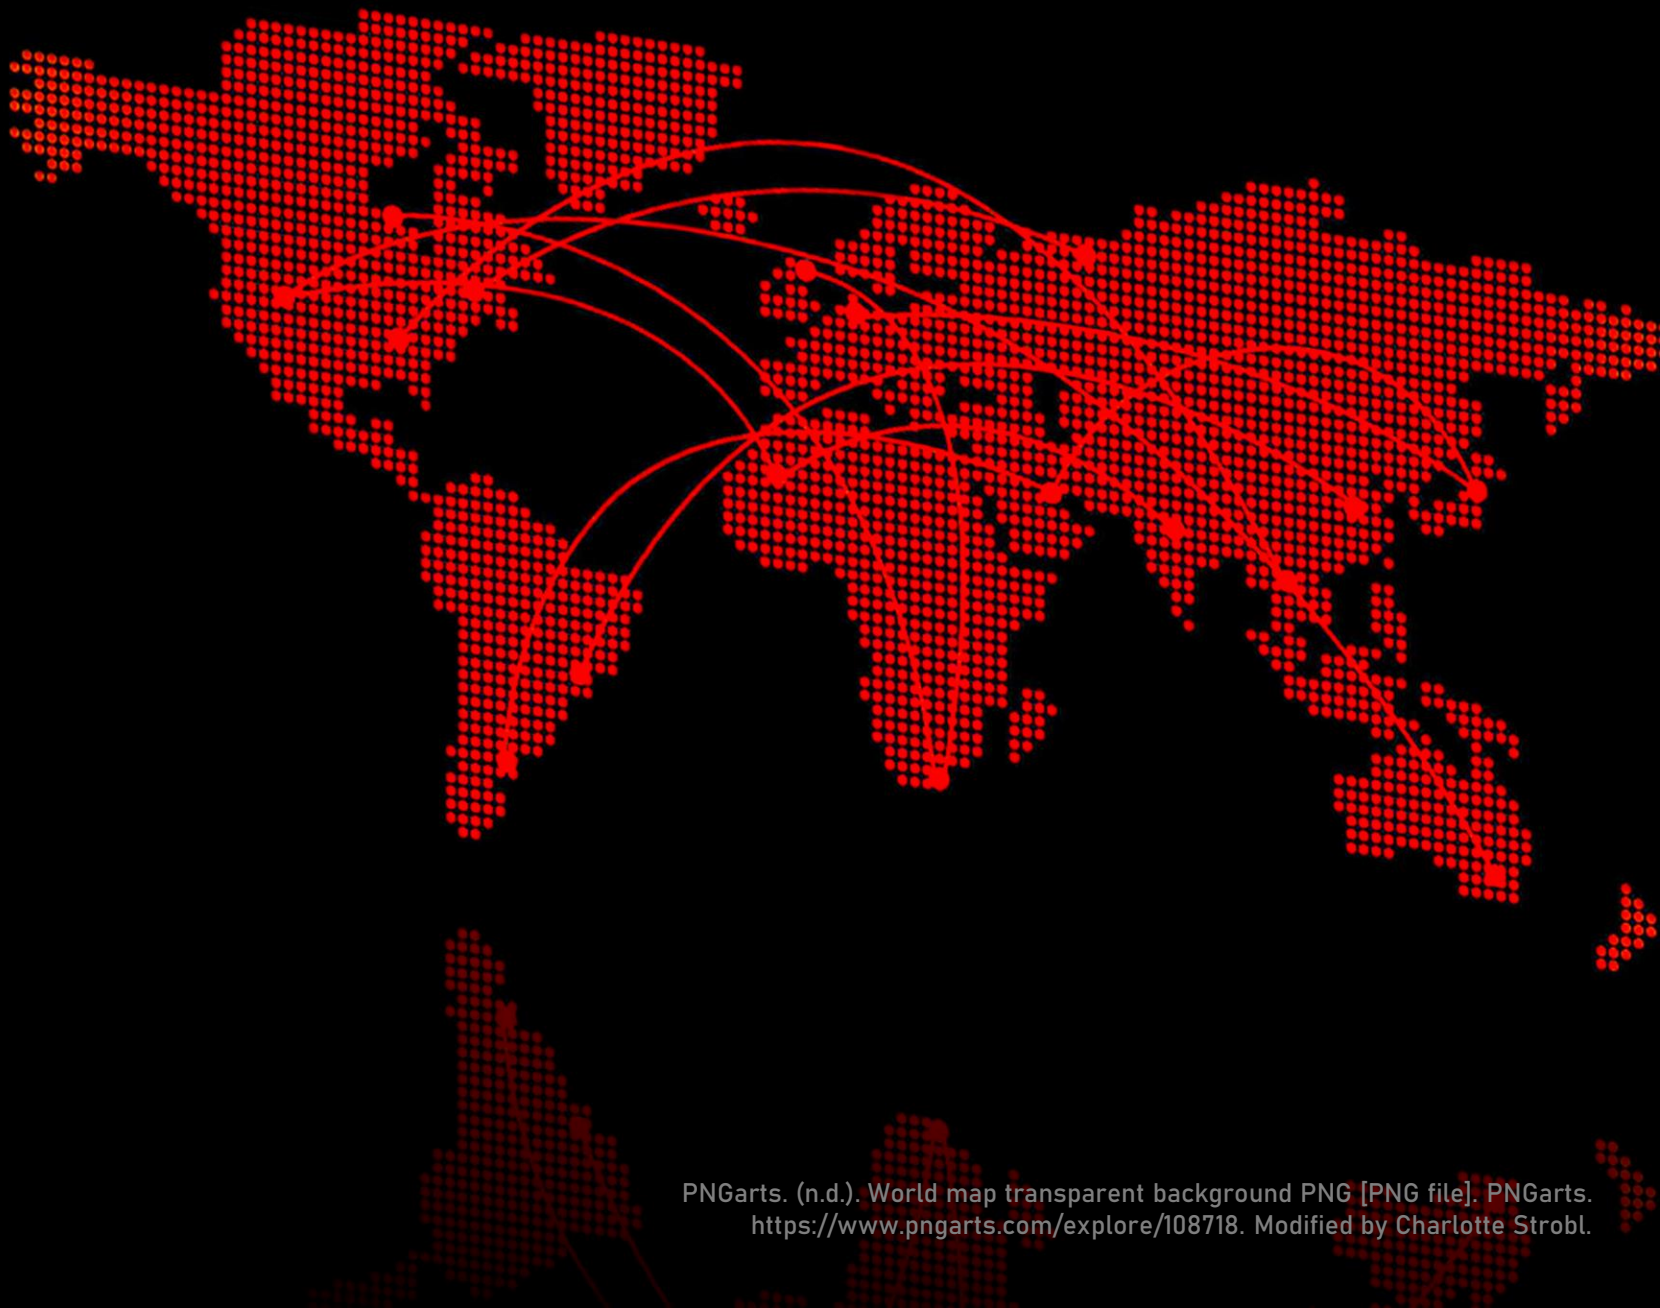 PNGarts. (n.d.). World map transparent background PNG [PNG file]. PNGarts.
https://www.pngarts.com/explore/108718. Modified by Charlotte Strobl.